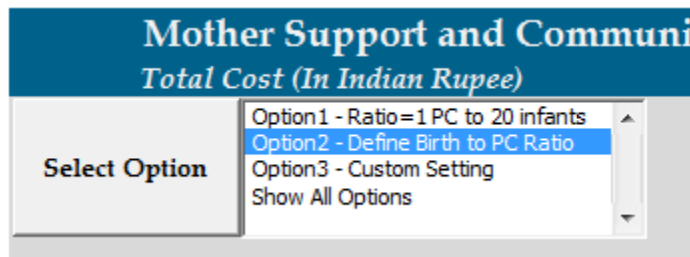 Mother Support and Communi
Total Cost (In Indian Rupee)
Select Option
Option1 - Ratio=1 PC to 20 infants
Option2 - Define Birth to PC Ratio
Option3 - Custom Setting
Show All Options